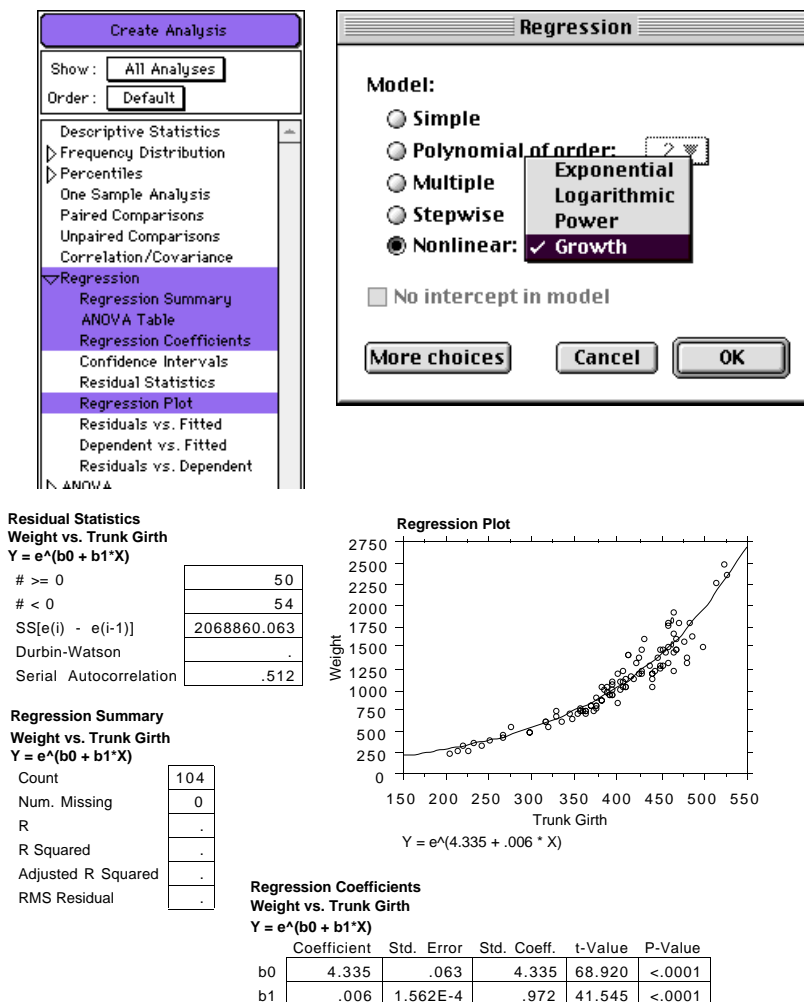 Create Analysis
Show: All Analyses
Order: Default
Descriptive Statistics
Frequency Distribution
Percentiles
One Sample Analysis
Paired Comparisons
Unpaired Comparisons
Correlation/Covariance
Regression
Regression Summary
ANOVA Table
Regression Coefficients
Confidence Intervals
Residual Statistics
Regression Plot
Residuals vs. Fitted
Dependent vs. Fitted
Residuals vs. Dependent
ANOVA
Regression
Model:
Simple
Polynomial of order: 2
Multiple
Stepwise
Nonlinear:
Exponential
Logarithmic
Power
✓ Growth
No intercept in model
More choices
Cancel
OK
Residual Statistics
Weight vs. Trunk Girth
Y = e^(b0 + b1*X)
# >= 0 50
# < 0 54
SS[e(i) - e(i-1)] 2068860.063
Durbin-Watson .
Serial Autocorrelation .512
Regression Summary
Weight vs. Trunk Girth
Y = e^(b0 + b1*X)
Count 104
Num. Missing 0
R .
R Squared .
Adjusted R Squared .
RMS Residual .
Regression Plot
Weight
2750
2500
2250
2000
1750
1500
1250
1000
750
500
250
0
150 200 250 300 350 400 450 500 550
Trunk Girth
Y = e^(4.335 + .006 * X)
Regression Coefficients
Weight vs. Trunk Girth
Y = e^(b0 + b1*X)
Coefficient Std. Error Std. Coeff. t-Value P-Value
b0 4.335 .063 4.335 68.920 <.0001
b1 .006 1.562E-4 .972 41.545 <.0001